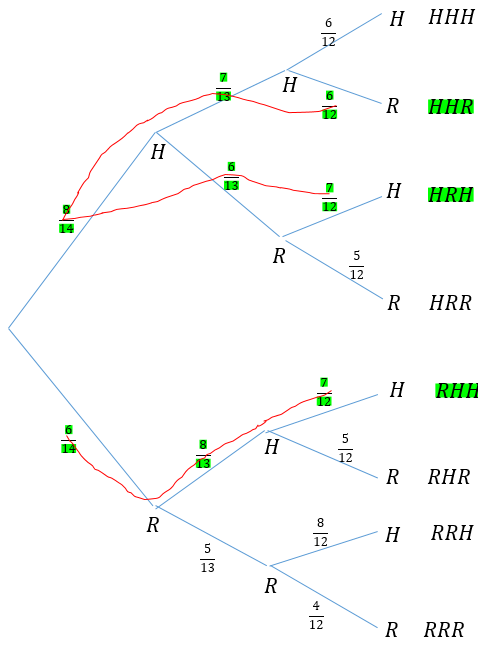 6/12 H HHH
7/13 H 6/12 R HHR
H 6/13 7/12 H HRH
8/14 R 5/12 R HRR
7/12 H RHH
6/14 8/13 H 5/12 R RHR
R 8/12 H RRH
5/13 R 4/12 R RRR